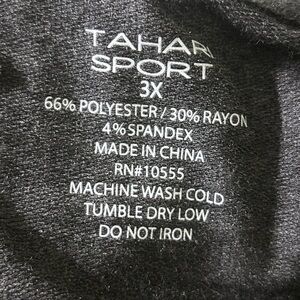 TAHARI
SPORT
3X
66% POLYESTER / 30% RAYON
4% SPANDEX
MADE IN CHINA
RN#10555
MACHINE WASH COLD
TUMBLE DRY LOW
DO NOT IRON